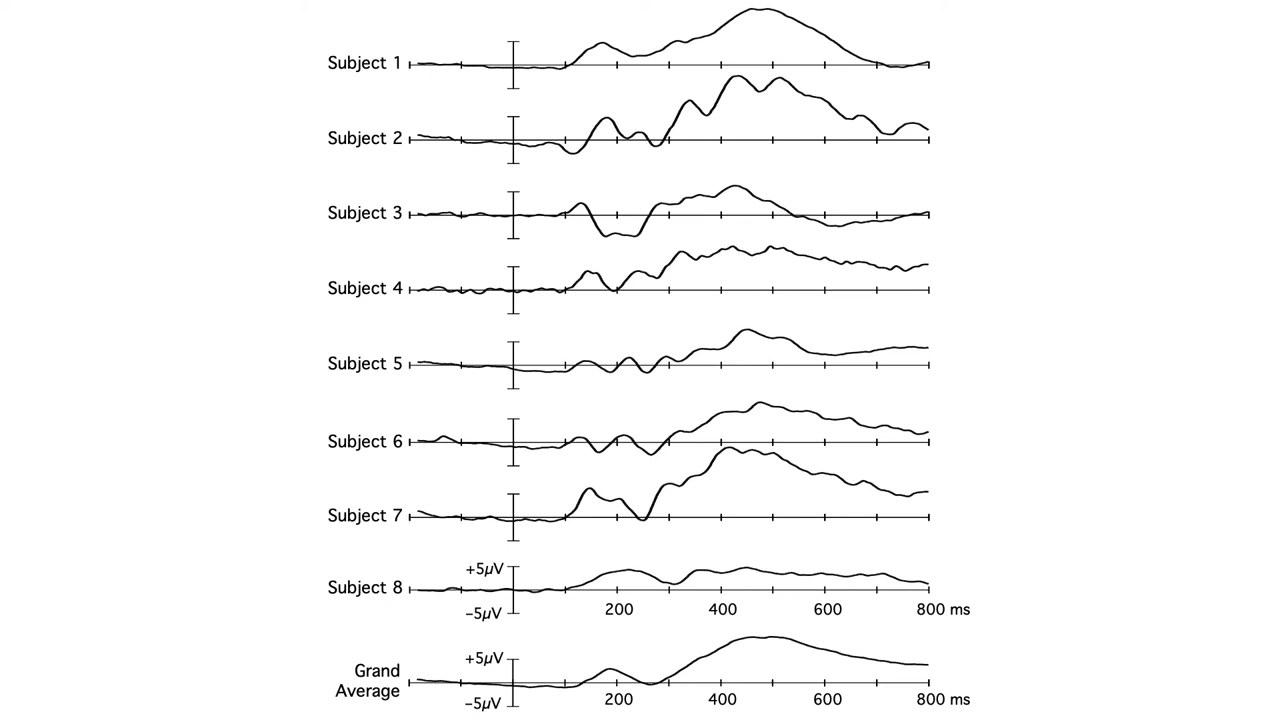 Subject 1
Subject 2
Subject 3
Subject 4
Subject 5
Subject 6
Subject 7
+5μV
Subject 8
−5μV
200 400 600 800 ms
+5μV
Grand
Average
−5μV
200 400 600 800 ms